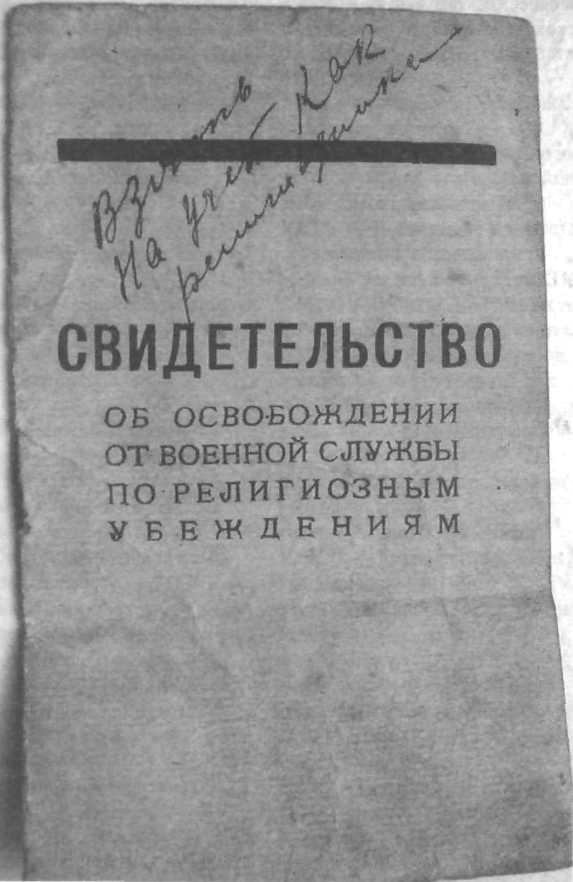 Взять
на учет как
религиозника
СВИДЕТЕЛЬСТВО
ОБ ОСВОБОЖДЕНИИ
ОТ ВОЕННОЙ СЛУЖБЫ
ПО РЕЛИГИОЗНЫМ
УБЕЖДЕНИЯМ